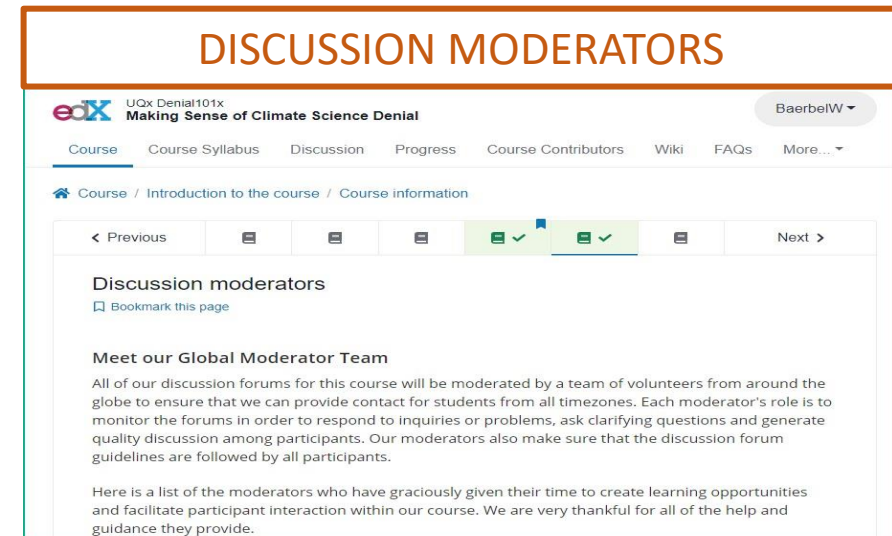 DISCUSSION MODERATORS
edX
UQx Denial101x
Making Sense of Climate Science Denial
BaerbelW
Course Course Syllabus Discussion Progress Course Contributors Wiki FAQs More...
Course / Introduction to the course / Course information
< Previous Next >
Discussion moderators
Bookmark this page
Meet our Global Moderator Team
All of our discussion forums for this course will be moderated by a team of volunteers from around the
globe to ensure that we can provide contact for students from all timezones. Each moderator's role is to
monitor the forums in order to respond to inquiries or problems, ask clarifying questions and generate
quality discussion among participants. Our moderators also make sure that the discussion forum
guidelines are followed by all participants.
Here is a list of the moderators who have graciously given their time to create learning opportunities
and facilitate participant interaction within our course. We are very thankful for all of the help and
guidance they provide.